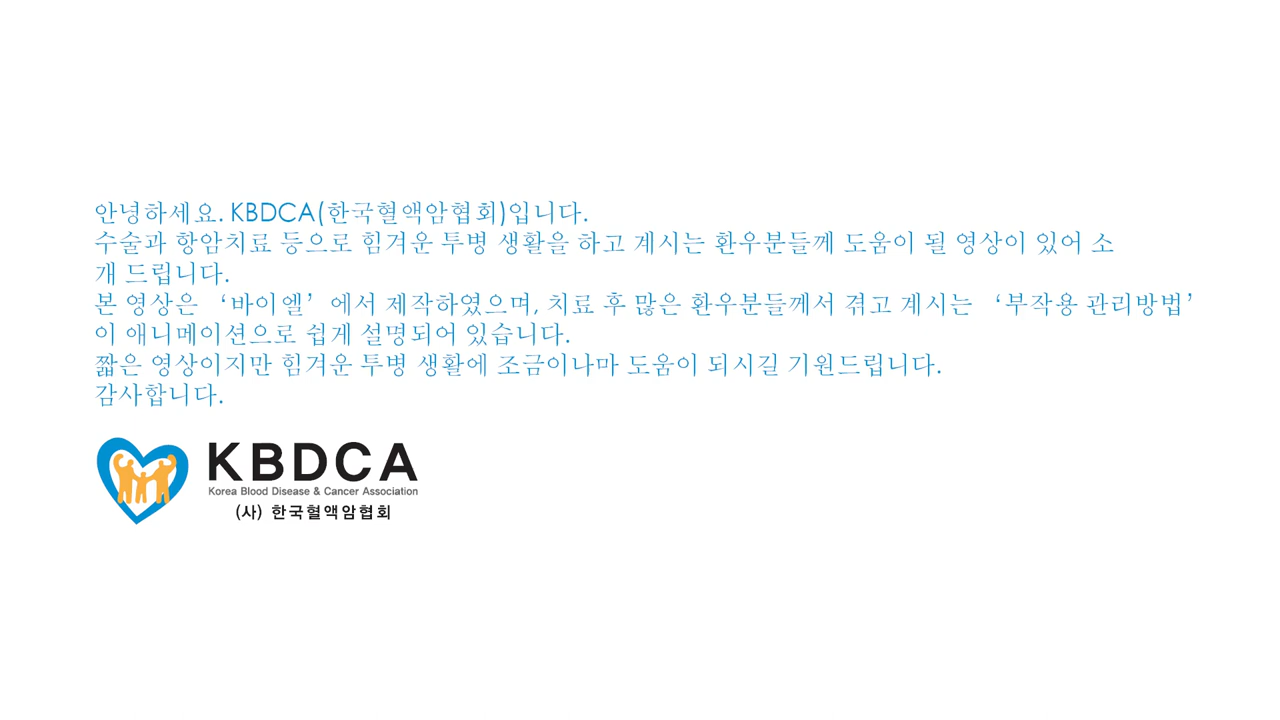 안녕하세요. KBDCA(한국혈액암협회)입니다.
수술과 항암치료 등으로 힘겨운 투병 생활을 하고 계시는 환우분들께 도움이 될 영상이 있어 소
개 드립니다.
본 영상은 ‘바이엘’에서 제작하였으며, 치료 후 많은 환우분들께서 겪고 계시는 ‘부작용 관리방법’
이 애니메이션으로 쉽게 설명되어 있습니다.
짧은 영상이지만 힘겨운 투병 생활에 조금이나마 도움이 되시길 기원드립니다.
감사합니다.
KBDCA
Korea Blood Disease & Cancer Association
(사) 한국혈액암협회